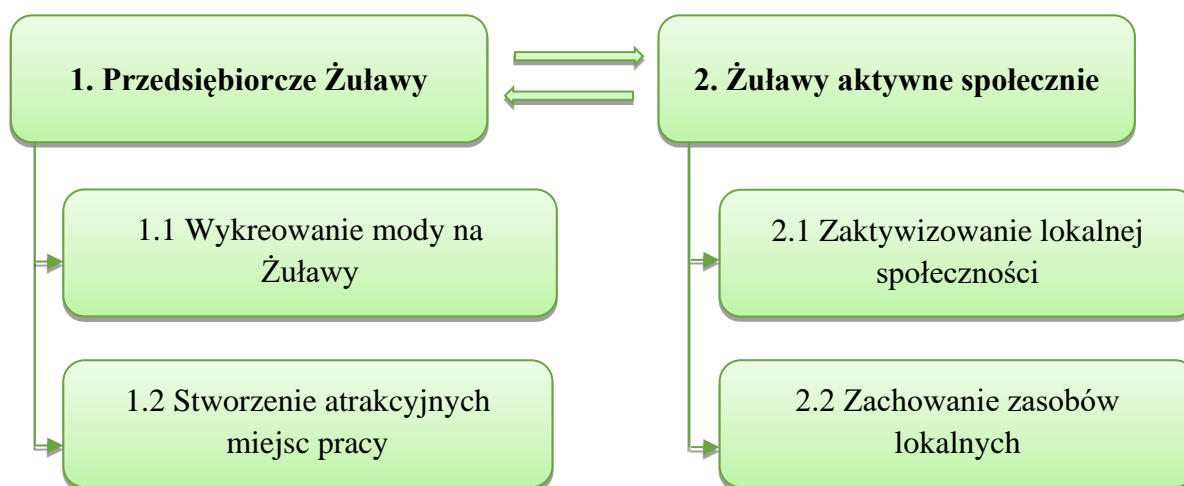 1. Przedsiębiorcze Żuławy
2. Żuławy aktywne społecznie
1.1 Wykreowanie mody na
Żuławy
2.1 Zaktywizowanie lokalnej
społeczności
1.2 Stworzenie atrakcyjnych
miejsc pracy
2.2 Zachowanie zasobów
lokalnych